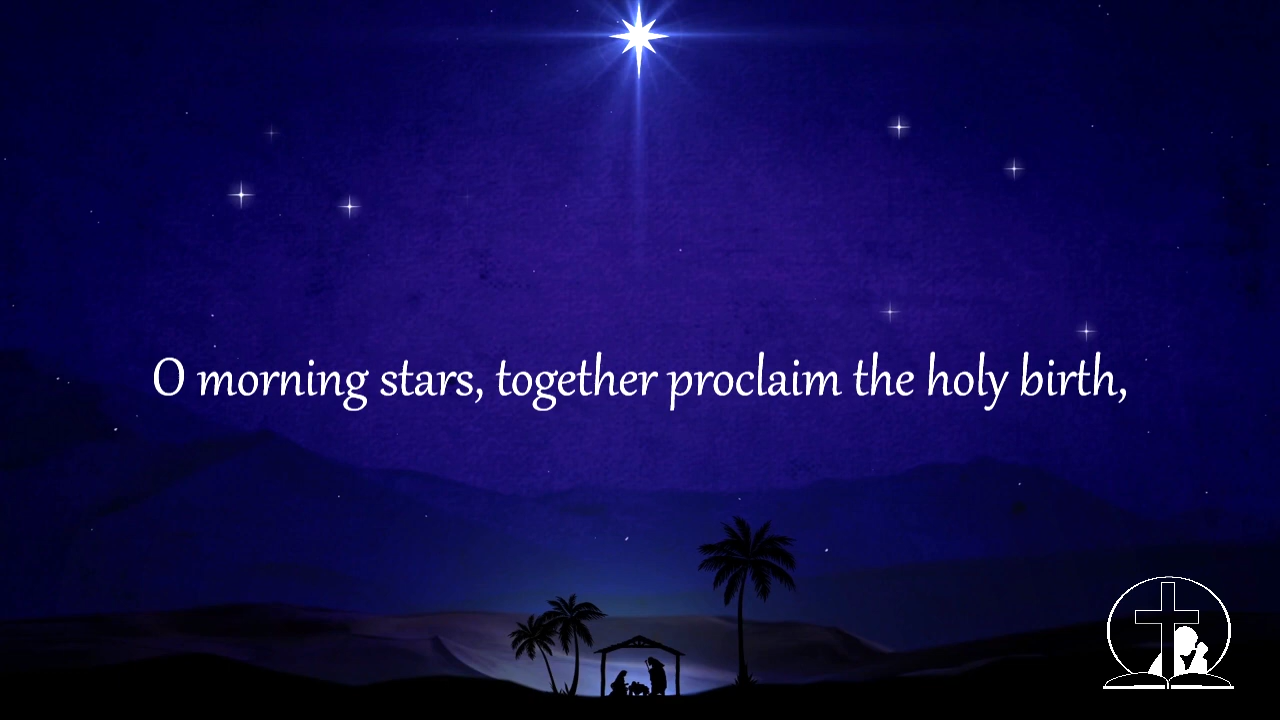 O morning stars, together proclaim the holy birth,